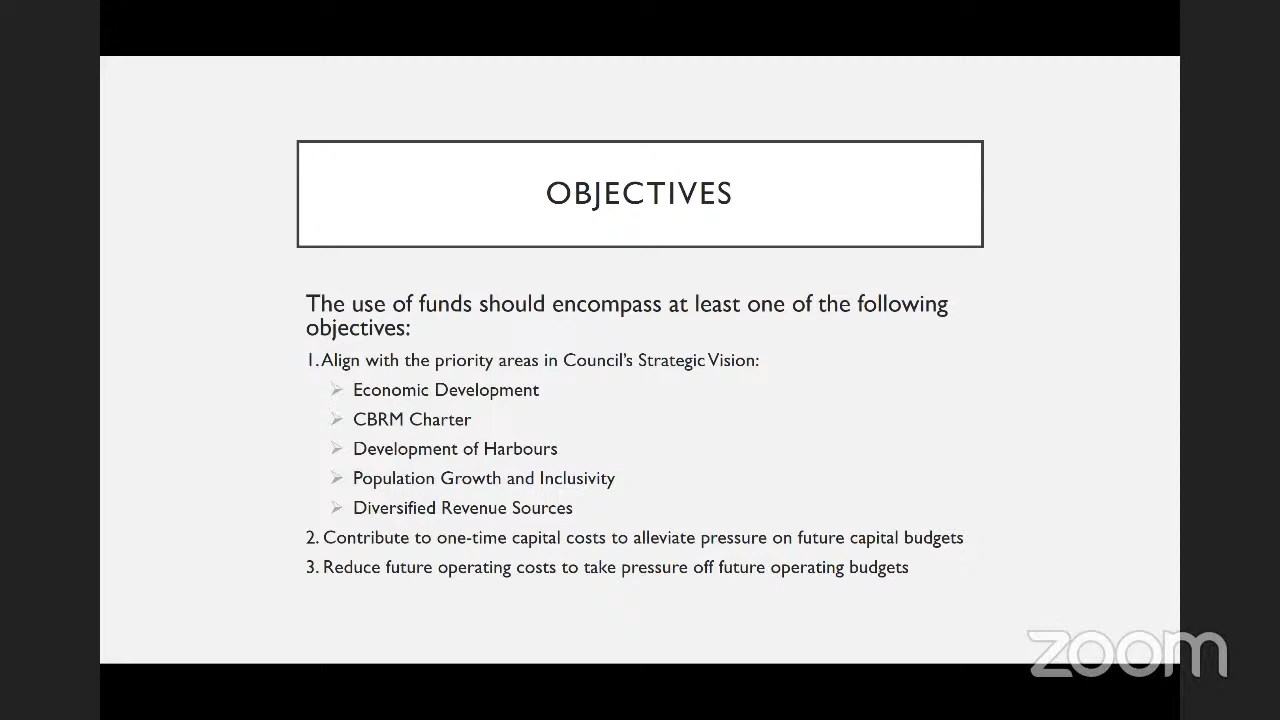 OBJECTIVES
The use of funds should encompass at least one of the following
objectives:
1. Align with the priority areas in Council's Strategic Vision:
Economic Development
CBRM Charter
Development of Harbours
Population Growth and Inclusivity
Diversified Revenue Sources
2. Contribute to one-time capital costs to alleviate pressure on future capital budgets
3. Reduce future operating costs to take pressure off future operating budgets
zoom